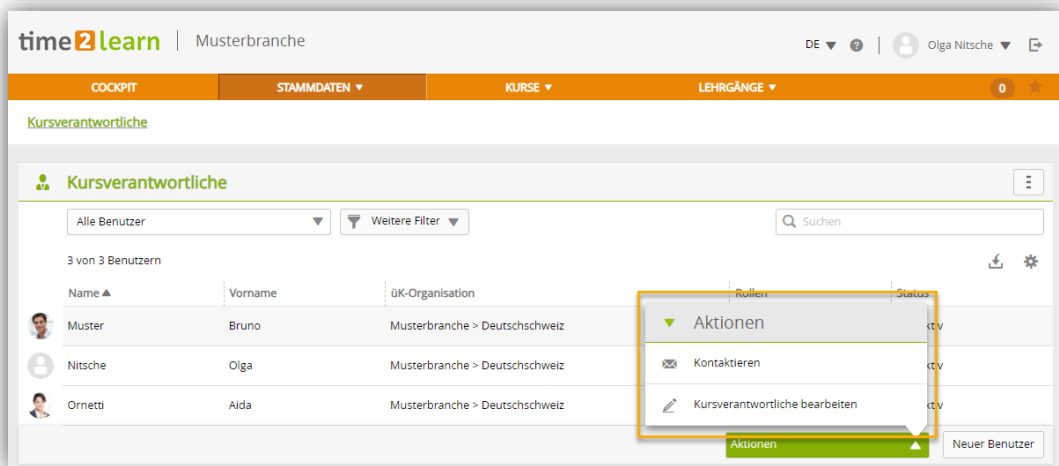 time2learn | Musterbranche
DE ▼ ? | Olga Nitsche ▼
COCKPIT STAMMDATEN ▼ KURSE ▼ LEHRGÄNGE ▼ 0
Kursverantwortliche
Kursverantwortliche
Alle Benutzer ▼ Weitere Filter ▼ Suchen
3 von 3 Benutzern
Name ▲ Vorname üK-Organisation Rollen Status
Muster Bruno Musterbranche > Deutschschweiz
Nitsche Olga Musterbranche > Deutschschweiz
Ornetti Aida Musterbranche > Deutschschweiz
▼ Aktionen
Kontaktieren
Kursverantwortliche bearbeiten
Aktionen ▲ Neuer Benutzer